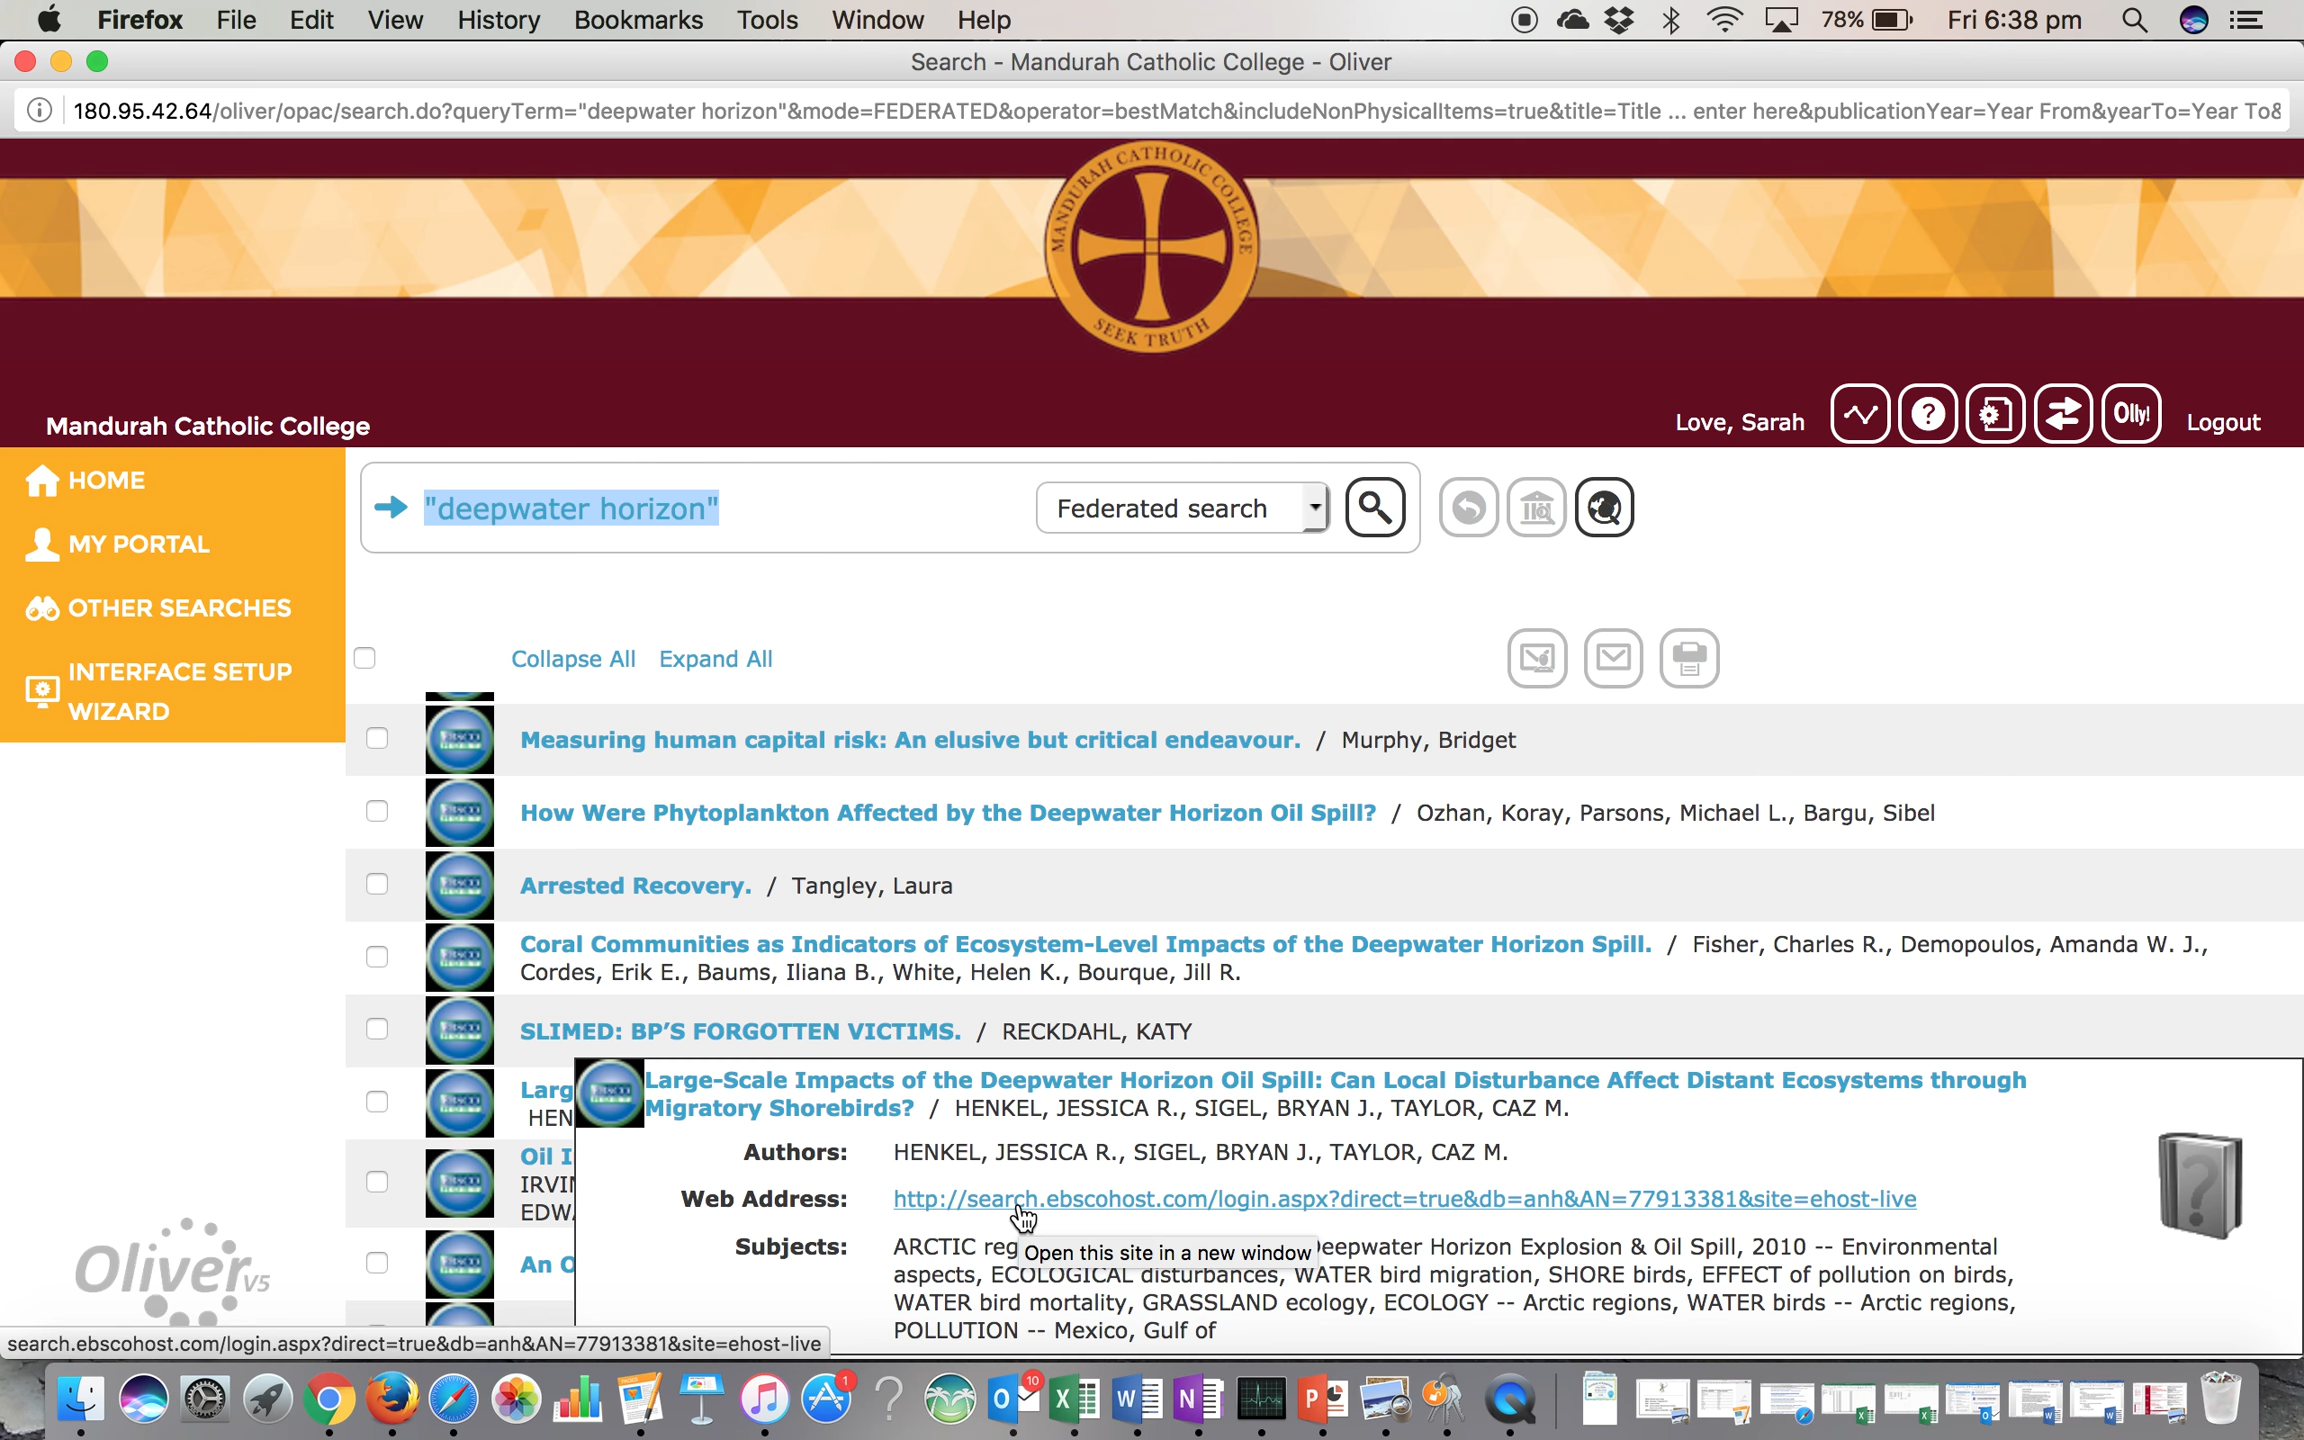 Firefox File Edit View History Bookmarks Tools Window Help 78% Fri 6:38 pm
Search - Mandurah Catholic College - Oliver
180.95.42.64/oliver/opac/search.do?queryTerm="deepwater horizon"&mode=FEDERATED&operator=bestMatch&includeNonPhysicalItems=true&title=Title ... enter here&publicationYear=Year From&yearTo=Year To&
MANDURAH CATHOLIC COLLEGE
SEEK TRUTH
Mandurah Catholic College
Love, Sarah ? Olly! Logout
HOME
MY PORTAL
OTHER SEARCHES
INTERFACE SETUP
WIZARD
"deepwater horizon" Federated search
Collapse All Expand All
Measuring human capital risk: An elusive but critical endeavour. / Murphy, Bridget
How Were Phytoplankton Affected by the Deepwater Horizon Oil Spill? / Ozhan, Koray, Parsons, Michael L., Bargu, Sibel
Arrested Recovery. / Tangley, Laura
Coral Communities as Indicators of Ecosystem-Level Impacts of the Deepwater Horizon Spill. / Fisher, Charles R., Demopoulos, Amanda W. J.,
Cordes, Erik E., Baums, Iliana B., White, Helen K., Bourque, Jill R.
SLIMED: BP'S FORGOTTEN VICTIMS. / RECKDAHL, KATY
Larg
HEN
Oil I
IRVI
EDW
An O
Large-Scale Impacts of the Deepwater Horizon Oil Spill: Can Local Disturbance Affect Distant Ecosystems through
Migratory Shorebirds? / HENKEL, JESSICA R., SIGEL, BRYAN J., TAYLOR, CAZ M.
Authors: HENKEL, JESSICA R., SIGEL, BRYAN J., TAYLOR, CAZ M.
Web Address: http://search.ebscohost.com/login.aspx?direct=true&db=anh&AN=77913381&site=ehost-live
Subjects: ARCTIC reg eepwater Horizon Explosion & Oil Spill, 2010 -- Environmental
Open this site in a new window
aspects, ECOLOGICAL disturbances, WATER bird migration, SHORE birds, EFFECT of pollution on birds,
WATER bird mortality, GRASSLAND ecology, ECOLOGY -- Arctic regions, WATER birds -- Arctic regions,
POLLUTION -- Mexico, Gulf of
Oliver v5
search.ebscohost.com/login.aspx?direct=true&db=anh&AN=77913381&site=ehost-live
1
10